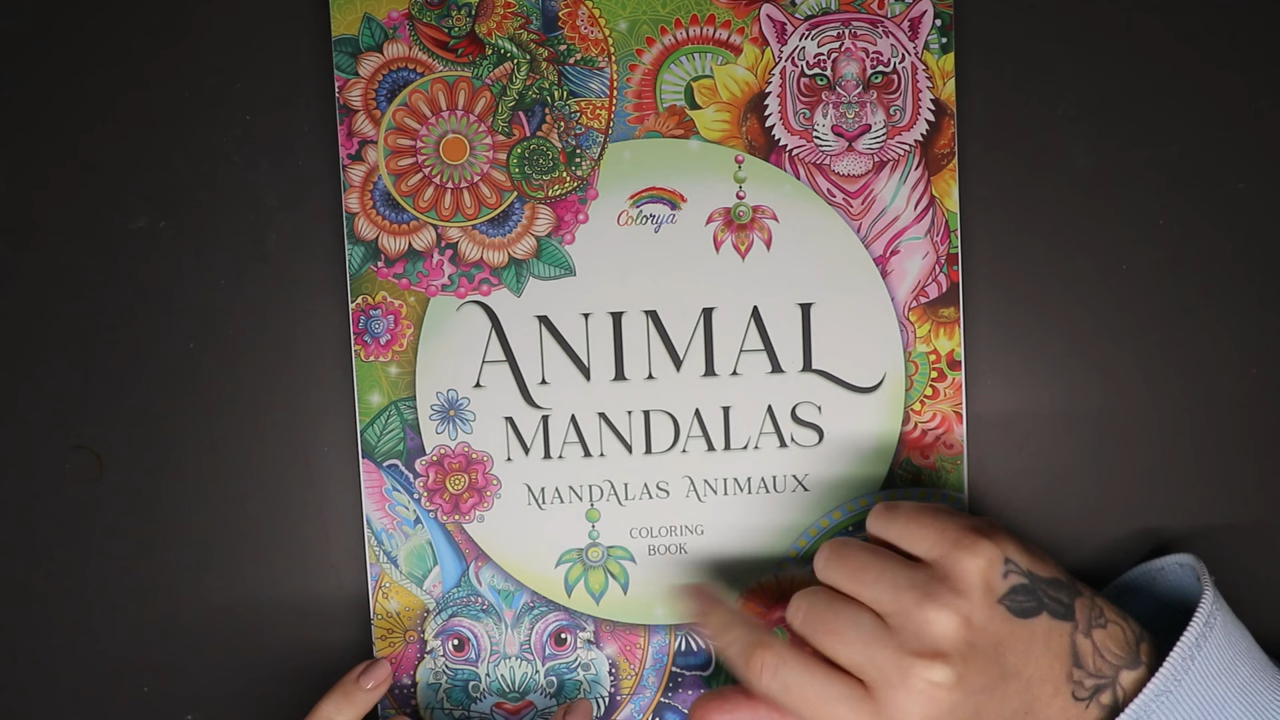 Colorya
ANIMAL
MANDALAS
MANDALAS ANIMAUX
COLORING
BOOK